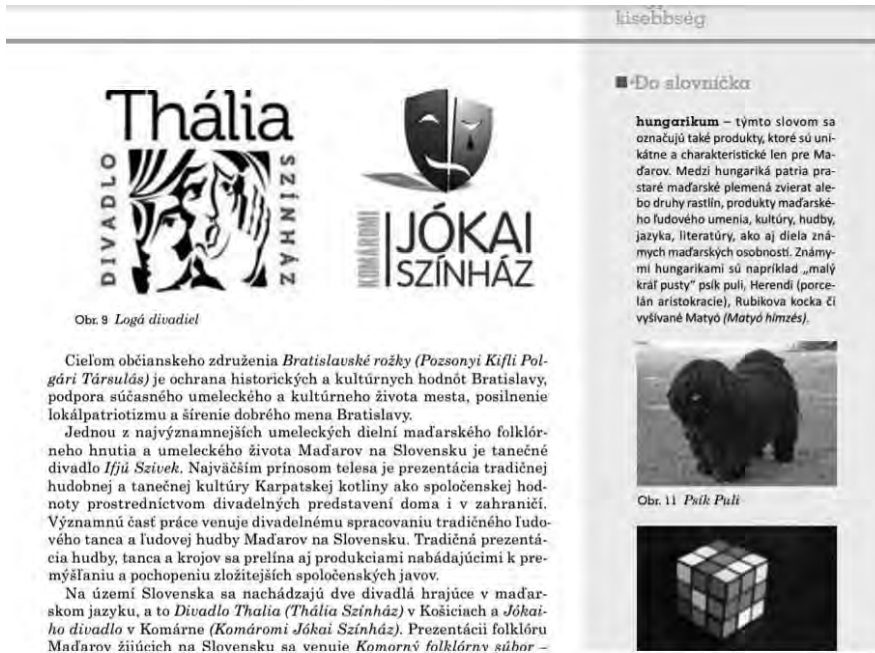 kisebbség
Thália
DIVADLO
SZÍNHÁZ
KOMÁROMI
JÓKAI
SZÍNHÁZ
Obr. 9 Logá divadiel
Cieľom občianskeho združenia Bratislavské rožky (Pozsonyi Kifli Pol-
gári Társulás) je ochrana historických a kultúrnych hodnôt Bratislavy,
podpora súčasného umeleckého a kultúrneho života mesta, posilnenie
lokálpatriotizmu a šírenie dobrého mena Bratislavy.
Jednou z najvýznamnejších umeleckých dielní maďarského folklór-
neho hnutia a umeleckého života Maďarov na Slovensku je tanečné
divadlo Ifjú Szivek. Najväčším prínosom telesa je prezentácia tradičnej
hudobnej a tanečnej kultúry Karpatskej kotliny ako spoločenskej hod-
noty prostredníctvom divadelných predstavení doma i v zahraničí.
Významnú časť práce venuje divadelnému spracovaniu tradičného ľudo-
vého tanca a ľudovej hudby Maďarov na Slovensku. Tradičná prezentá-
cia hudby, tanca a krojov sa prelína aj produkciami nabádajúcimi k pre-
mýšľaniu a pochopeniu zložitejších spoločenských javov.
Na území Slovenska sa nachádzajú dve divadlá hrajúce v maďar-
skom jazyku, a to Divadlo Thalia (Thália Színház) v Košiciach a Jókai-
ho divadlo v Komárne (Komáromi Jókai Színház). Prezentácii folklóru
Maďarov žijúcich na Slovensku sa venuje Komorný folklórny súbor –
Do slovníčka
hungarikum – týmto slovom sa
označujú také produkty, ktoré sú uni-
kátne a charakteristické len pre Ma-
ďarov. Medzi hungariká patria pra-
staré maďarské plemená zvierat ale-
bo druhy rastlín, produkty maďarské-
ho ľudového umenia, kultúry, hudby,
jazyka, literatúry, ako aj diela zná-
mych maďarských osobností. Známy-
mi hungarikami sú napríklad „malý
kráľ pusty“ psík puli, Herendi (porce-
lán aristokracie), Rubikova kocka či
vyšívané Matyó (Matyó hímzés).
Obr. 11 Psík Puli